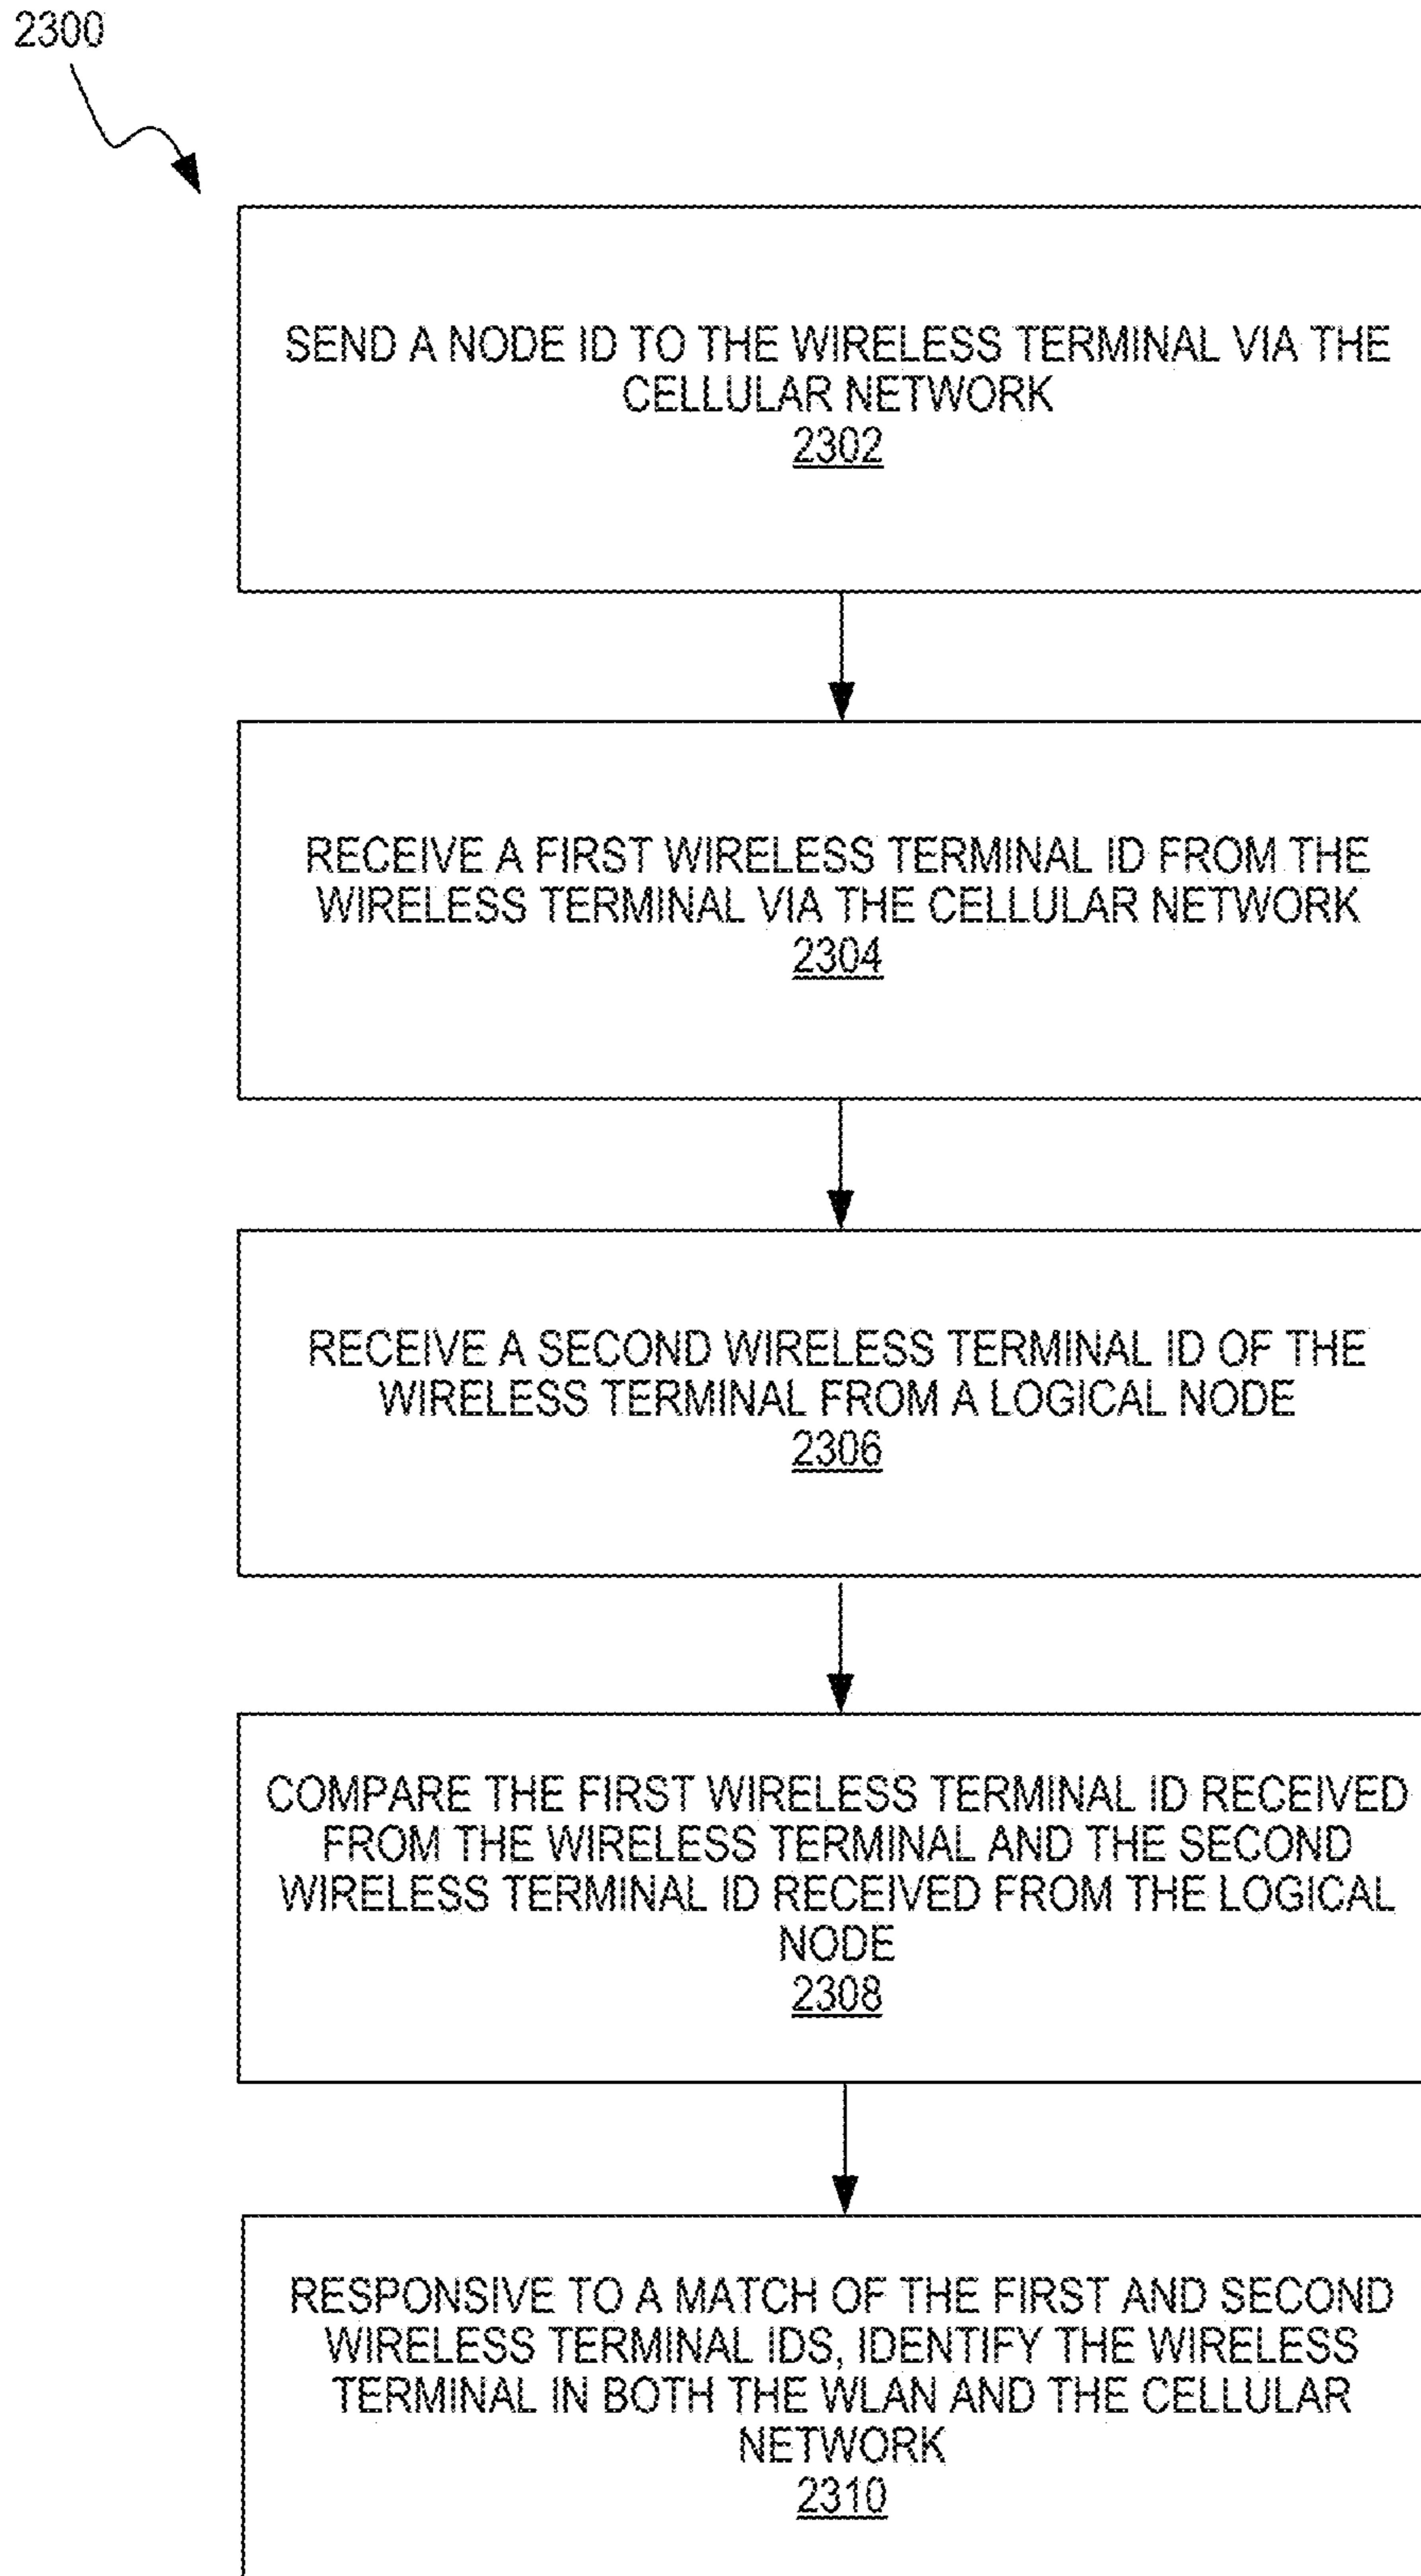 2300
SEND A NODE ID TO THE WIRELESS TERMINAL VIA THE
CELLULAR NETWORK
2302
RECEIVE A FIRST WIRELESS TERMINAL ID FROM THE
WIRELESS TERMINAL VIA THE CELLULAR NETWORK
2304
RECEIVE A SECOND WIRELESS TERMINAL ID OF THE
WIRELESS TERMINAL FROM A LOGICAL NODE
2306
COMPARE THE FIRST WIRELESS TERMINAL ID RECEIVED
FROM THE WIRELESS TERMINAL AND THE SECOND
WIRELESS TERMINAL ID RECEIVED FROM THE LOGICAL
NODE
2308
RESPONSIVE TO A MATCH OF THE FIRST AND SECOND
WIRELESS TERMINAL IDS, IDENTIFY THE WIRELESS
TERMINAL IN BOTH THE WLAN AND THE CELLULAR
NETWORK
2310